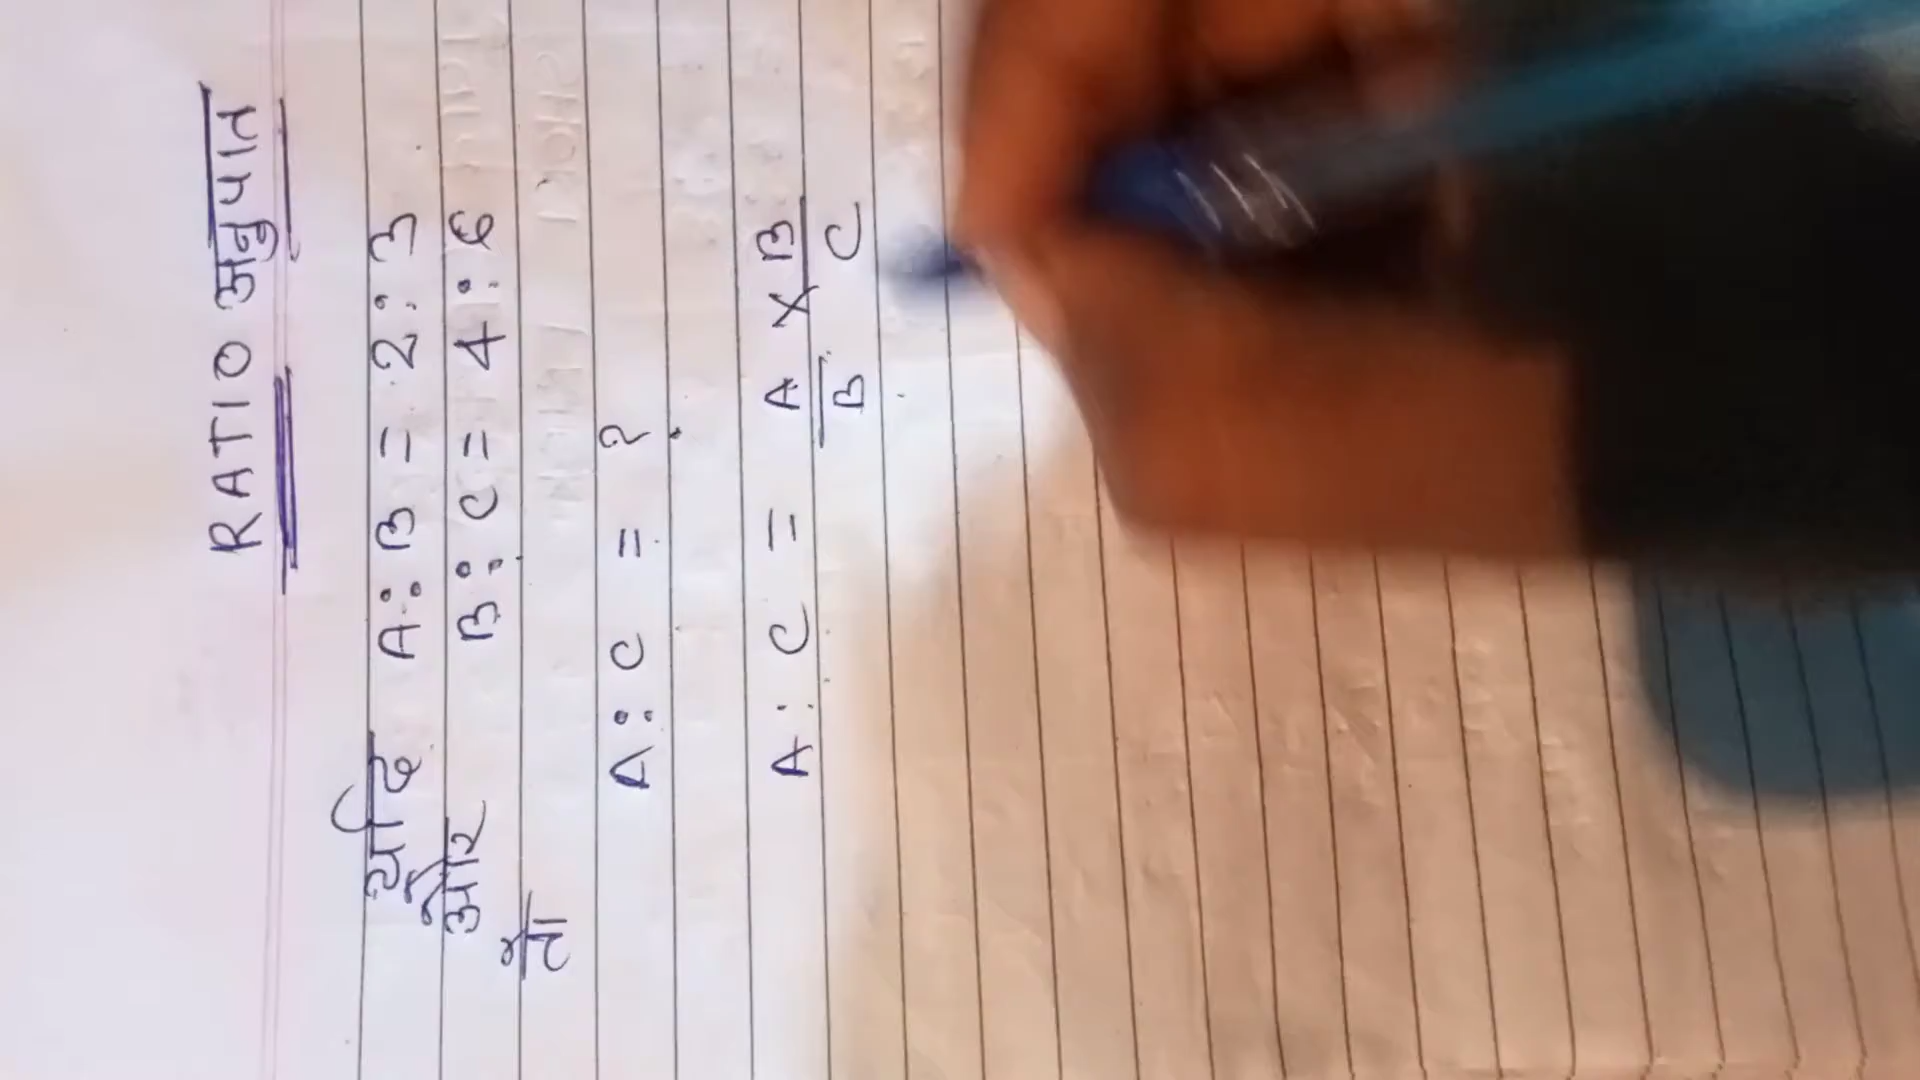 RATIO अनुपात
यदि A:B = 2:3
और B:C = 4:6
तो
A:C = ?
A:C = A/B × B/C